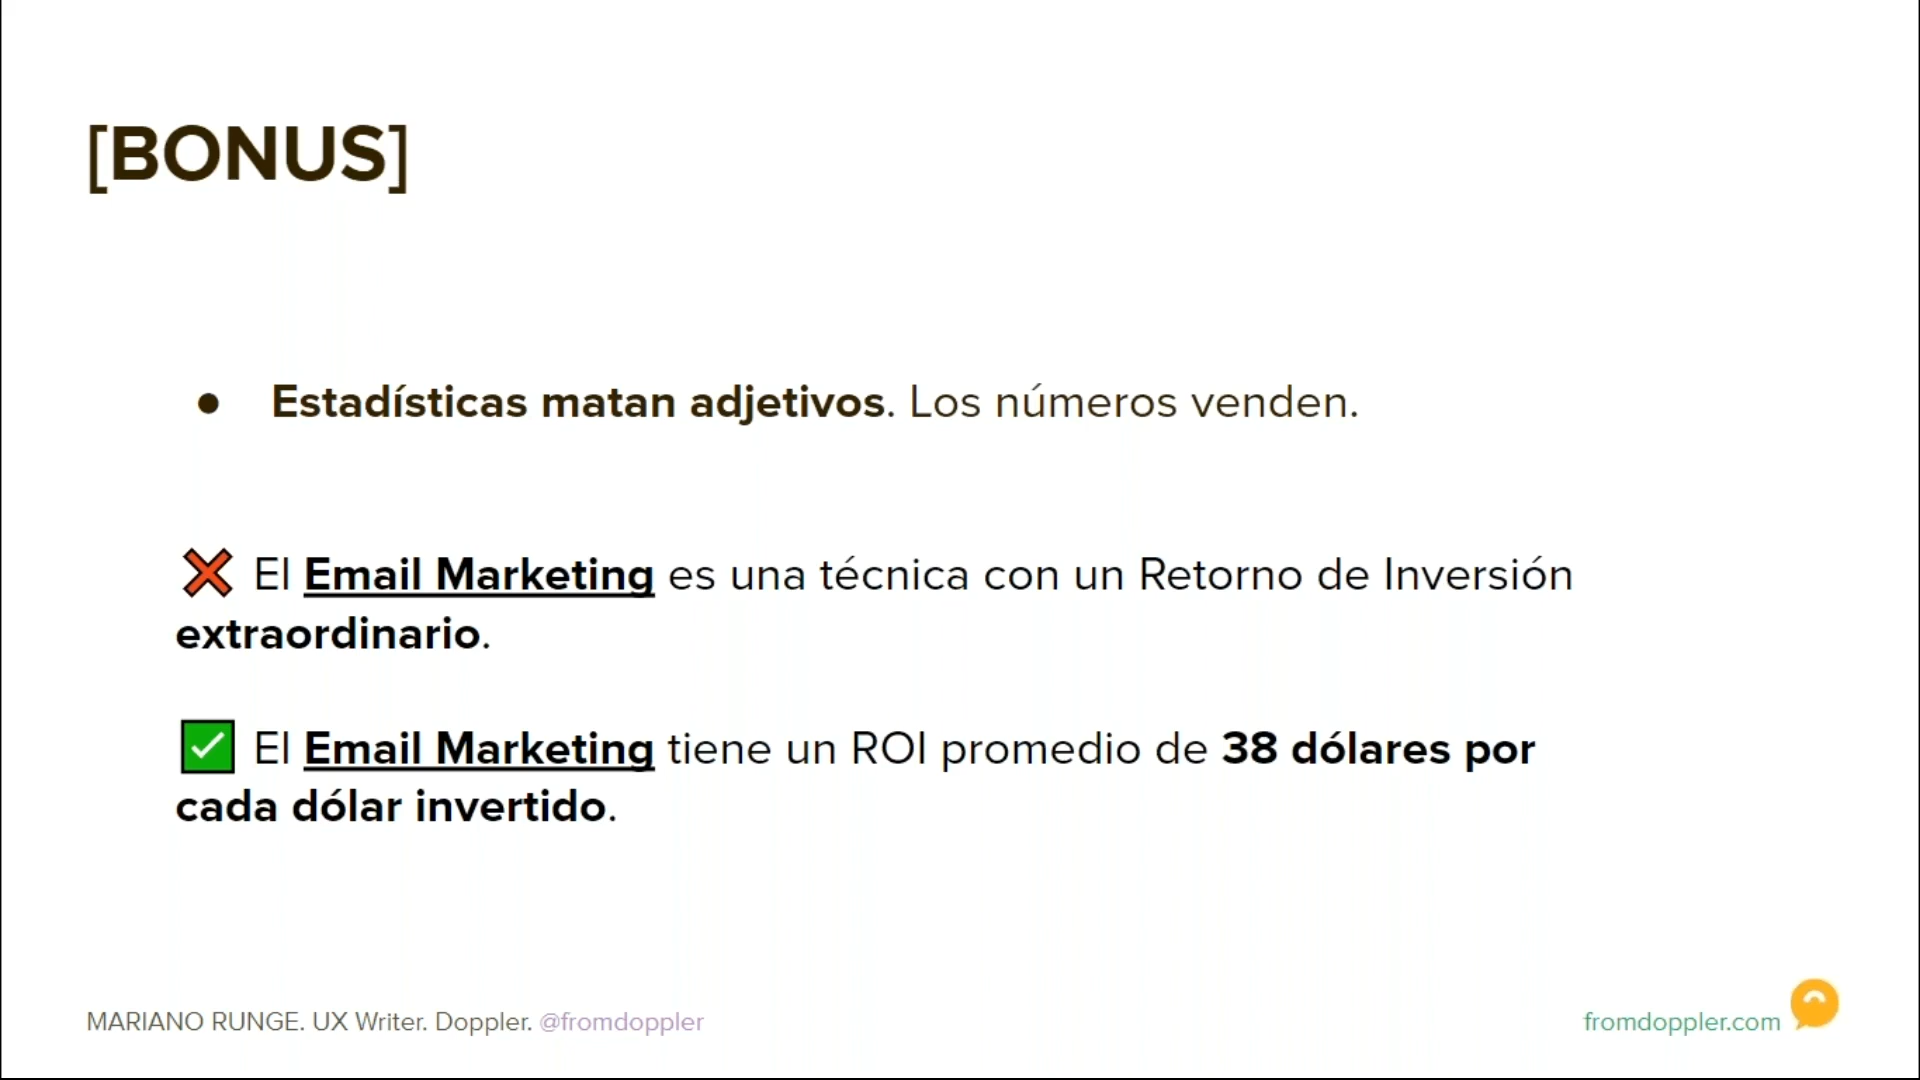 [BONUS]
● Estadísticas matan adjetivos. Los números venden.
❌ El Email Marketing es una técnica con un Retorno de Inversión
extraordinario.
✅ El Email Marketing tiene un ROI promedio de 38 dólares por
cada dólar invertido.
MARIANO RUNGE. UX Writer. Doppler. @fromdoppler
fromdoppler.com